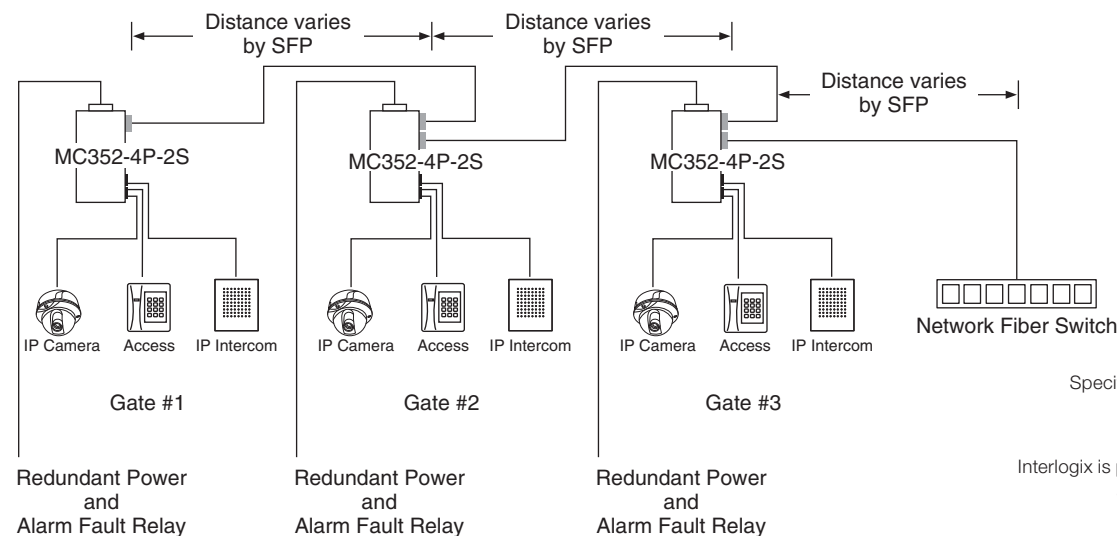 Distance varies
by SFP
Distance varies
by SFP
Distance varies
by SFP
MC352-4P-2S
MC352-4P-2S
MC352-4P-2S
IP Camera Access IP Intercom
IP Camera Access IP Intercom
IP Camera Access IP Intercom
Network Fiber Switch
Gate #1
Gate #2
Gate #3
Speci
Interlogix is
Redundant Power
and
Alarm Fault Relay
Redundant Power
and
Alarm Fault Relay
Redundant Power
and
Alarm Fault Relay